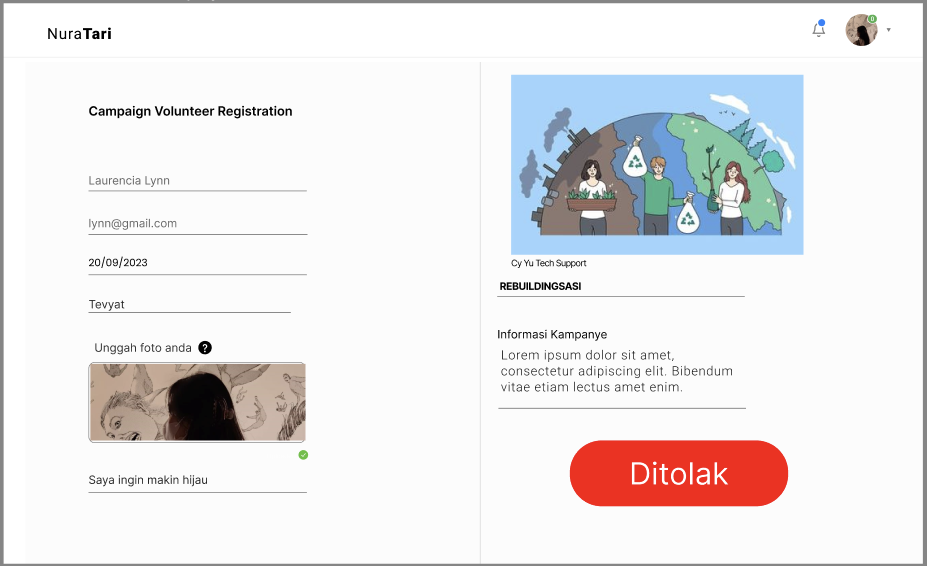 NuraTari
0
Campaign Volunteer Registration
Laurencia Lynn
lynn@gmail.com
20/09/2023
Tevyat
Unggah foto anda ?
Saya ingin makin hijau
Cy Yu Tech Support
REBUILDINGSASI
Informasi Kampanye
Lorem ipsum dolor sit amet,
consectetur adipiscing elit. Bibendum
vitae etiam lectus amet enim.
Ditolak